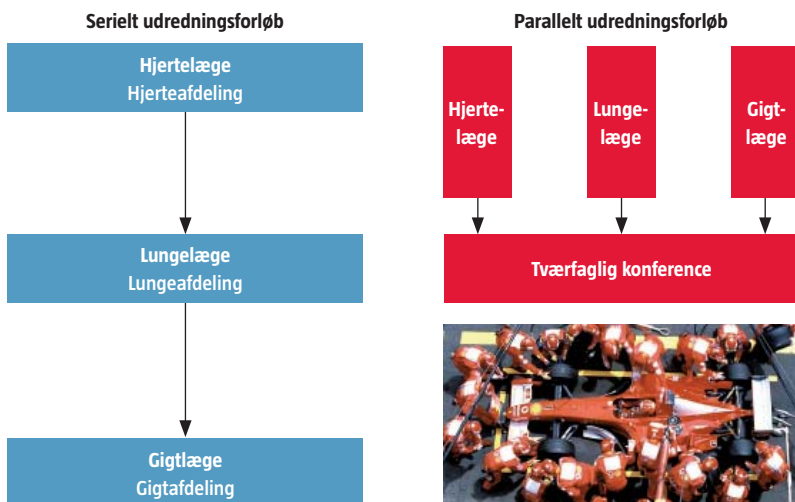 Serielt udredningsforløb
Hjertelæge
Hjerteafdeling
Lungelæge
Lungeafdeling
Gigtlæge
Gigtafdeling
Parallelt udredningsforløb
Hjerte-
læge
Lunge-
læge
Gigt-
læge
Tværfaglig konference